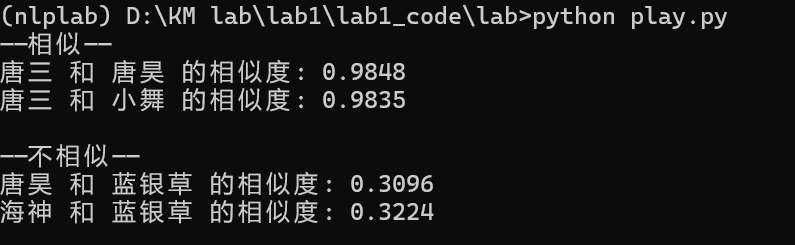 (nlplab) D:\KM lab\lab1\lab1_code\lab>python play.py
——相似——
唐三 和 唐昊 的相似度: 0.9848
唐三 和 小舞 的相似度: 0.9835
——不相似——
唐昊 和 蓝银草 的相似度: 0.3096
海神 和 蓝银草 的相似度: 0.3224